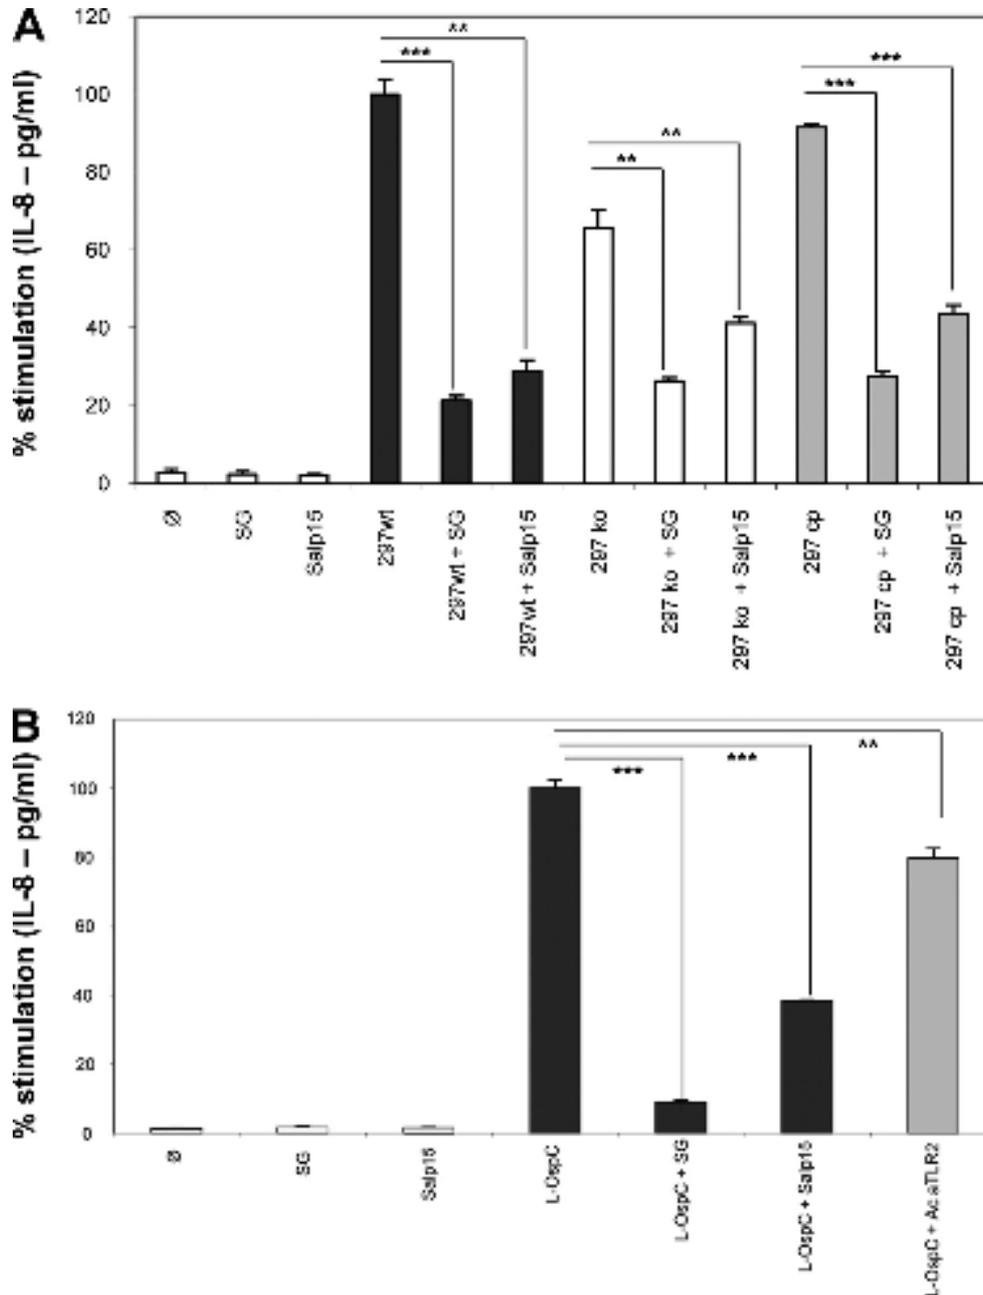 A
% stimulation (IL-8 – pg/ml)
120
100
80
60
40
20
0
**
***
**
**
***
***
Ø
SG
Salp15
297wt
297wt + SG
297wt + Salp15
297 ko
297 ko + SG
297 ko + Salp15
297 cp
297 cp + SG
297 cp + Salp15
B
% stimulation (IL-8 – pg/ml)
120
100
80
60
40
20
0
***
***
**
Ø
SG
Salp15
L-OspC
L-OspC + SG
L-OspC + Salp15
L-OspC + Ac aTLR2